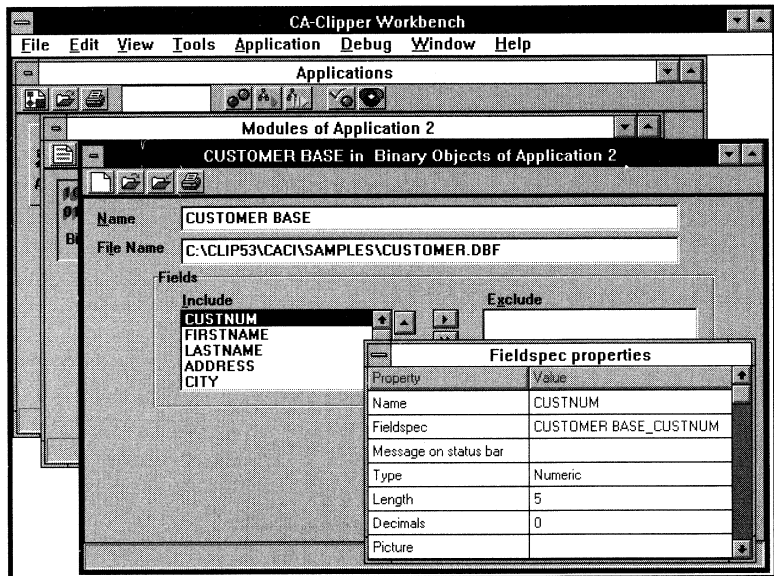 CA-Clipper Workbench
File Edit View Tools Application Debug Window Help
Applications
Modules of Application 2
CUSTOMER BASE in Binary Objects of Application 2
Name CUSTOMER BASE
File Name C:\CLIP53\CACI\SAMPLES\CUSTOMER.DBF
Fields
Include Exclude
CUSTNUM
FIRSTNAME
LASTNAME
ADDRESS
CITY
Fieldspec properties
Property Value
Name CUSTNUM
Fieldspec CUSTOMER BASE_CUSTNUM
Message on status bar
Type Numeric
Length 5
Decimals 0
Picture